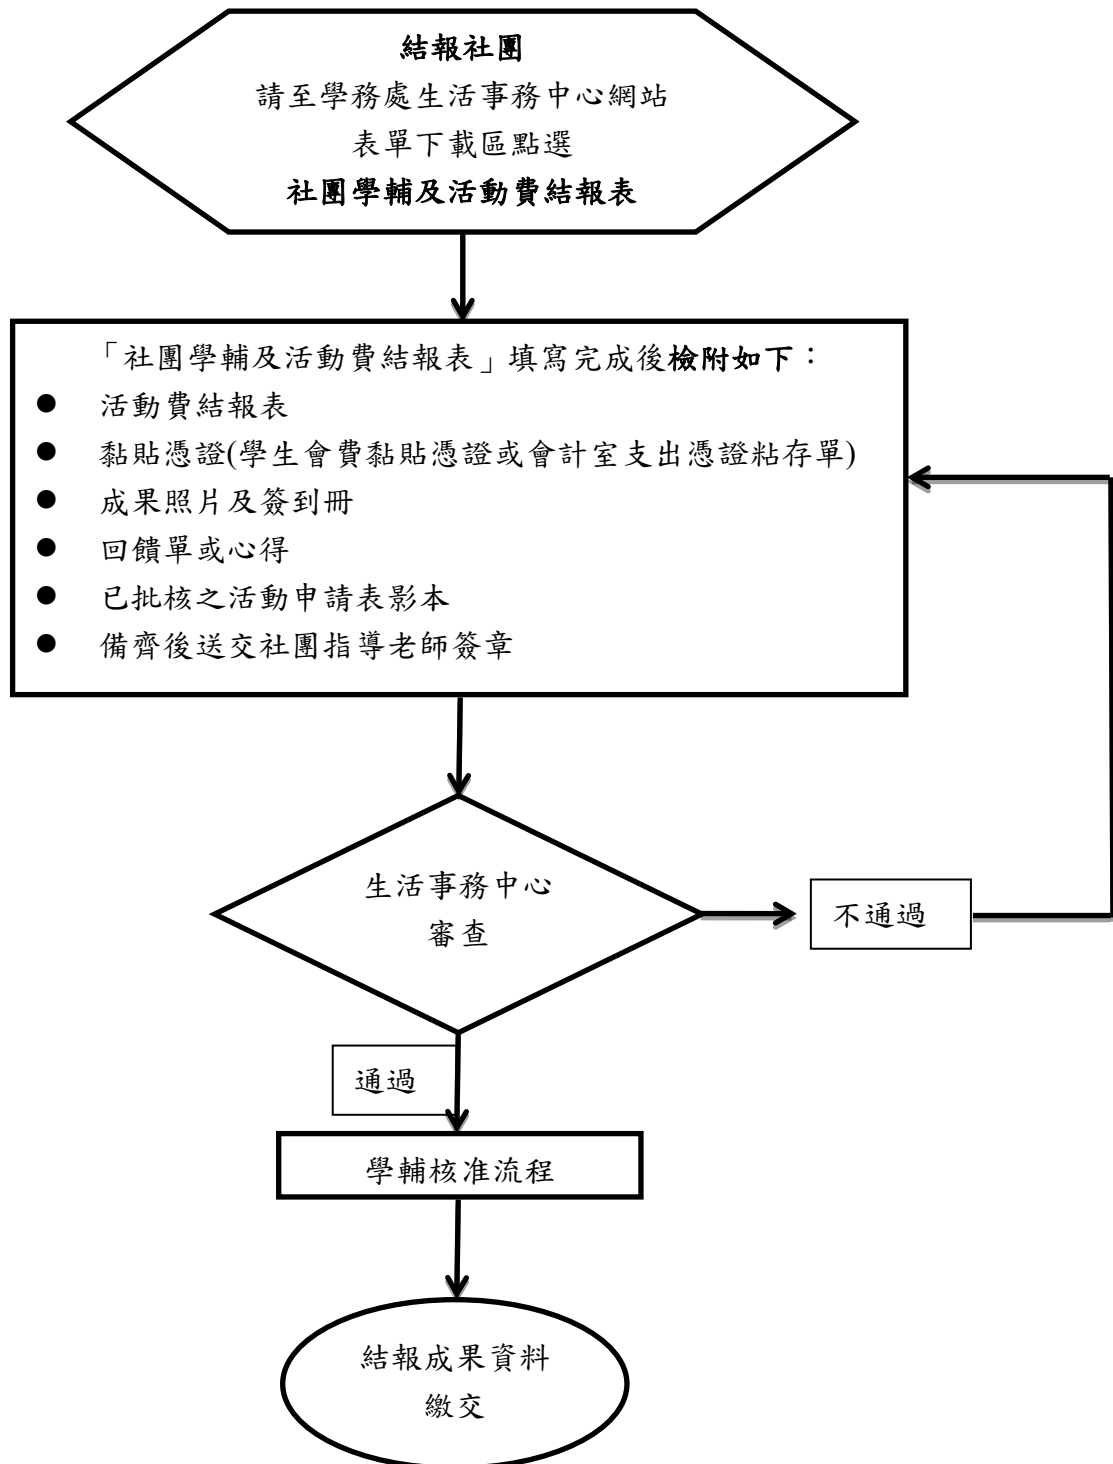 結報社團
請至學務處生活事務中心網站
表單下載區點選
社團學輔及活動費結報表
「社團學輔及活動費結報表」填寫完成後檢附如下：
● 活動費結報表
● 黏貼憑證(學生會費黏貼憑證或會計室支出憑證粘存單)
● 成果照片及簽到冊
● 回饋單或心得
● 已批核之活動申請表影本
● 備齊後送交社團指導老師簽章
生活事務中心
審查
不通過
通過
學輔核准流程
結報成果資料
繳交